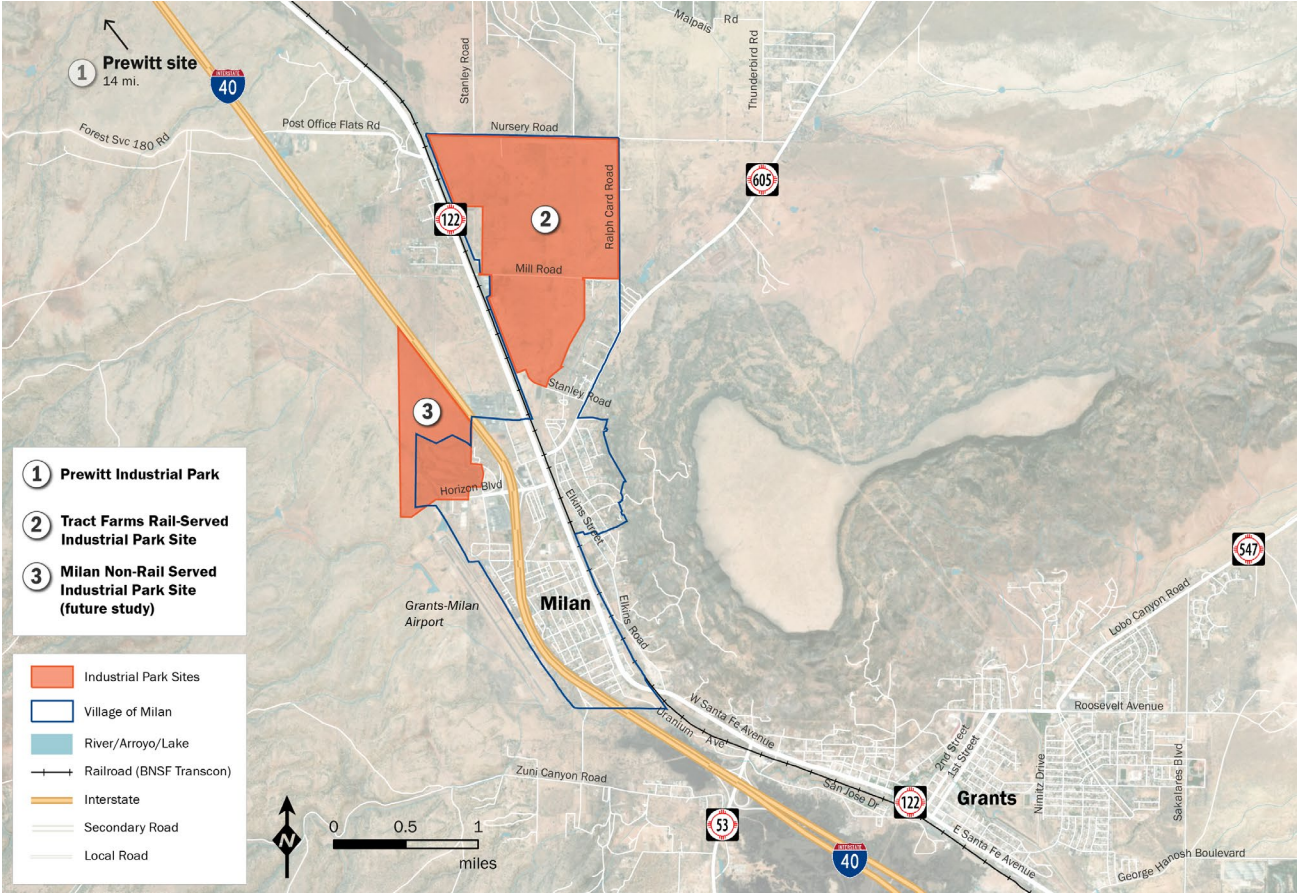 Malpais Rd
Prewitt site
1
14 mi.
INTERSTATE
40
Stanley Road
Thunderbird Rd
Forest Svc 180 Rd
Post Office Flats Rd
Nursery Road
605
Ralph Card Road
122
2
Mill Road
Stanley Road
3
Horizon Blvd
Elkins Street
1 Prewitt Industrial Park
2 Tract Farms Rail-Served
Industrial Park Site
3 Milan Non-Rail Served
Industrial Park Site
(future study)
547
Lobo Canyon Road
Grants-Milan
Airport
Milan
Elkins Road
Industrial Park Sites
Village of Milan
River/Arroyo/Lake
Railroad (BNSF Transcon)
Interstate
Secondary Road
Local Road
W Santa Fe Avenue
Uranium Ave
Roosevelt Avenue
2nd Street
1st Street
Nimitz Drive
Sakalares Blvd
Zuni Canyon Road
San Jose Dr
122
Grants
53
E Santa Fe Avenue
INTERSTATE
40
George Hanosh Boulevard
N
0 0.5 1
miles